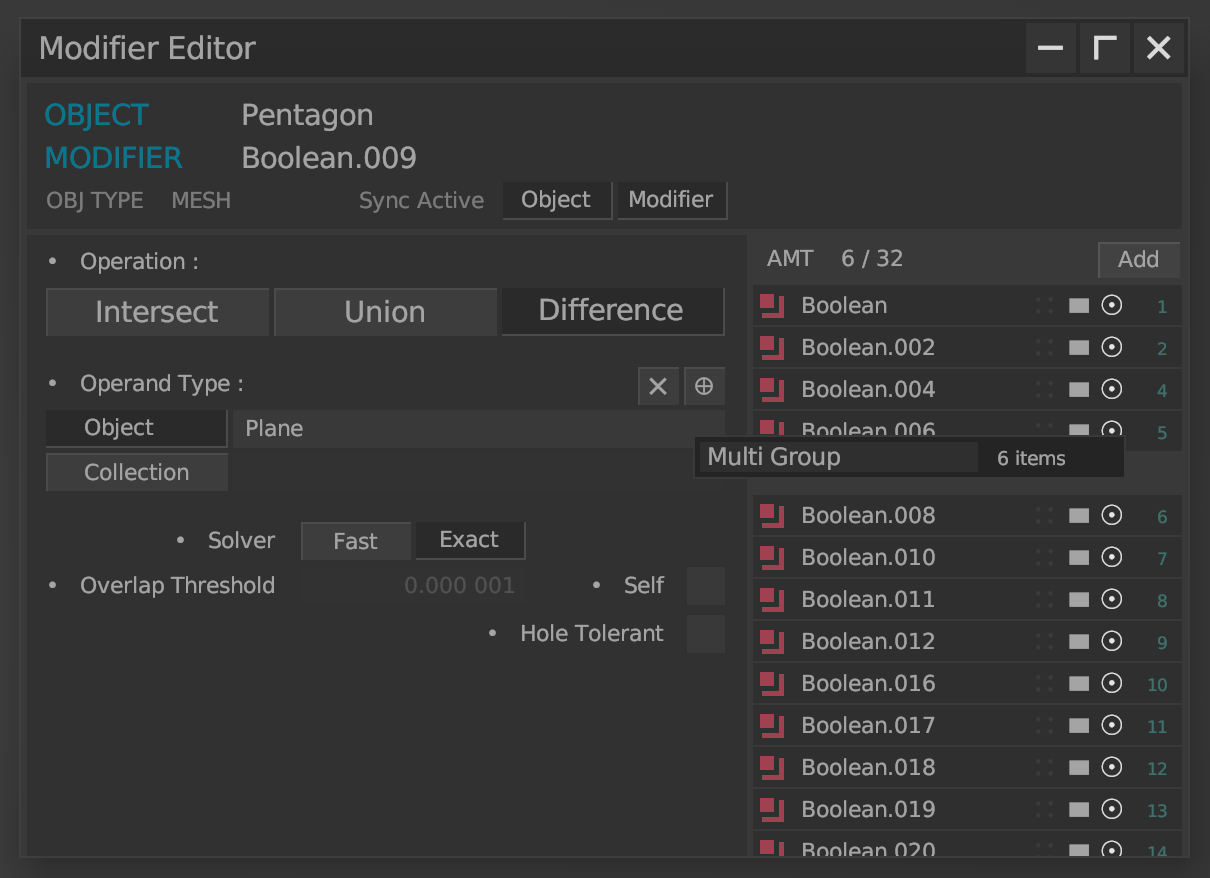 Modifier Editor
OBJECT Pentagon
MODIFIER Boolean.009
OBJ TYPE MESH Sync Active Object Modifier
• Operation :
Intersect Union Difference
• Operand Type :
Object Plane
Collection
• Solver Fast Exact
• Overlap Threshold 0.000 001 • Self
• Hole Tolerant
AMT 6 / 32 Add
Boolean 1
Boolean.002 2
Boolean.004 4
Boolean.006 5
Multi Group 6 items
Boolean.008 6
Boolean.010 7
Boolean.011 8
Boolean.012 9
Boolean.016 10
Boolean.017 11
Boolean.018 12
Boolean.019 13
Boolean.020 14